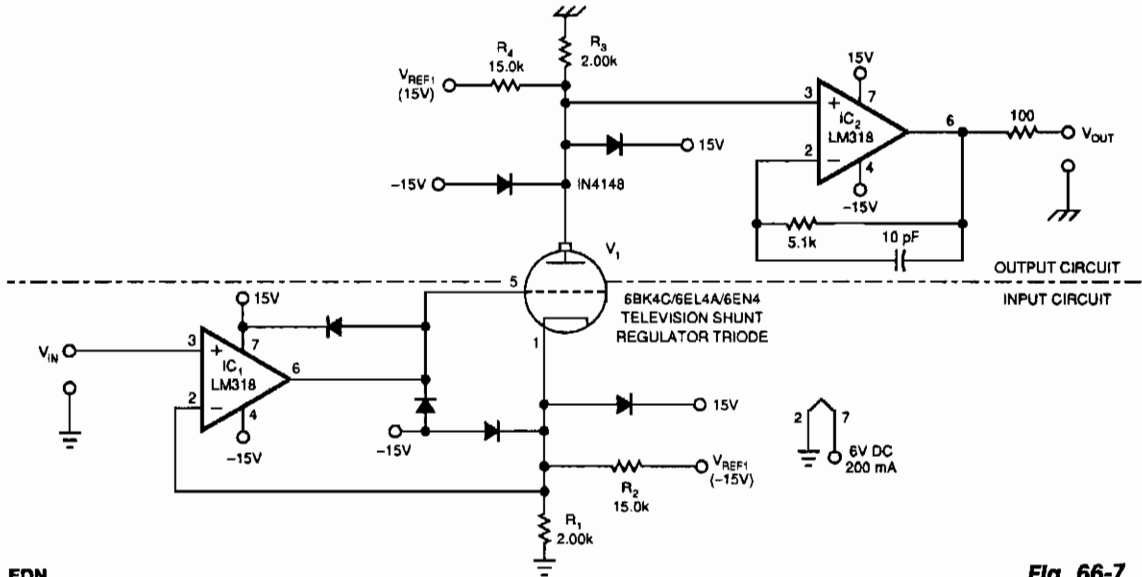 R3
2.00k
R4
15.0k
VREF1
(15V)
15V
3
+
7
IC2
LM318
6
100
VOUT
2
−
4
−15V
15V
−15V
IN4148
5.1k
10 pF
V1
OUTPUT CIRCUIT
INPUT CIRCUIT
5
6BK4C/6EL4A/6EN4
TELEVISION SHUNT
REGULATOR TRIODE
1
15V
VIN
3
+
7
IC1
LM318
6
2
−
4
−15V
−15V
15V
VREF1
(−15V)
R2
15.0k
R1
2.00k
2
7
6V DC
200 mA
EDN
Fig. 66-7